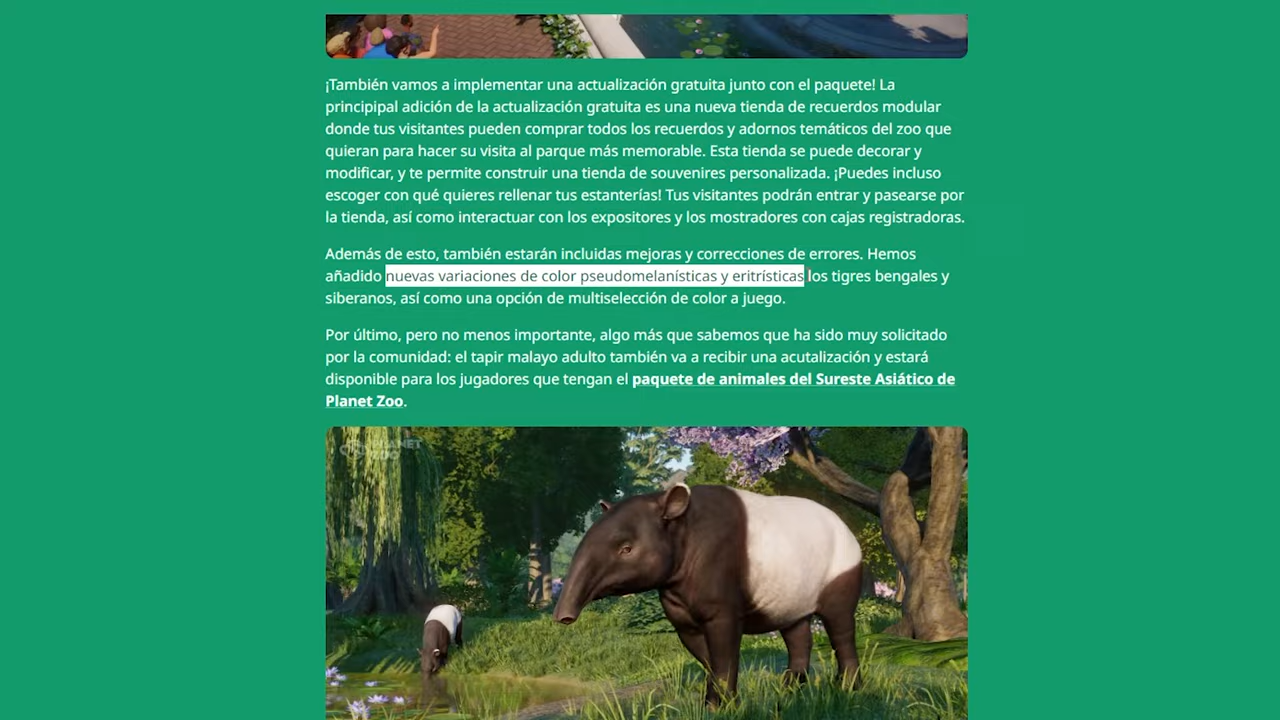 ¡También vamos a implementar una actualización gratuita junto con el paquete! La
principipal adición de la actualización gratuita es una nueva tienda de recuerdos modular
donde tus visitantes pueden comprar todos los recuerdos y adornos temáticos del zoo que
quieran para hacer su visita al parque más memorable. Esta tienda se puede decorar y
modificar, y te permite construir una tienda de souvenires personalizada. ¡Puedes incluso
escoger con qué quieres rellenar tus estanterías! Tus visitantes podrán entrar y pasearse por
la tienda, así como interactuar con los expositores y los mostradores con cajas registradoras.
Además de esto, también estarán incluidas mejoras y correcciones de errores. Hemos
añadido nuevas variaciones de color pseudomelanísticas y eritrísticas los tigres bengales y
siberanos, así como una opción de multiselección de color a juego.
Por último, pero no menos importante, algo más que sabemos que ha sido muy solicitado
por la comunidad: el tapir malayo adulto también va a recibir una acutalización y estará
disponible para los jugadores que tengan el paquete de animales del Sureste Asiático de
Planet Zoo.
PLANET
ZOO